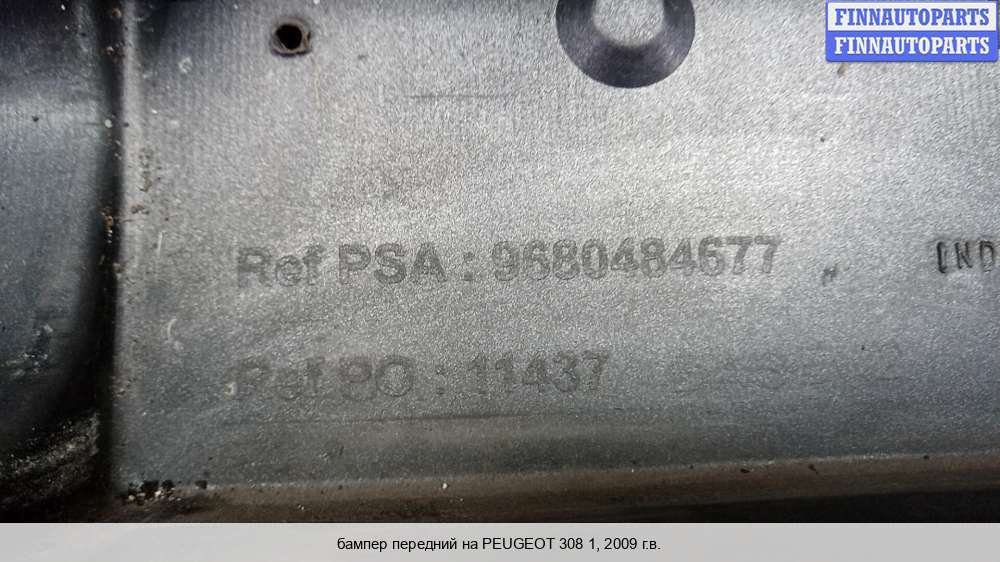 FINNAUTOPARTS
FINNAUTOPARTS
Ref PSA : 9680484677
IND
Ref PO : 11437
бампер передний на PEUGEOT 308 1, 2009 г.в.